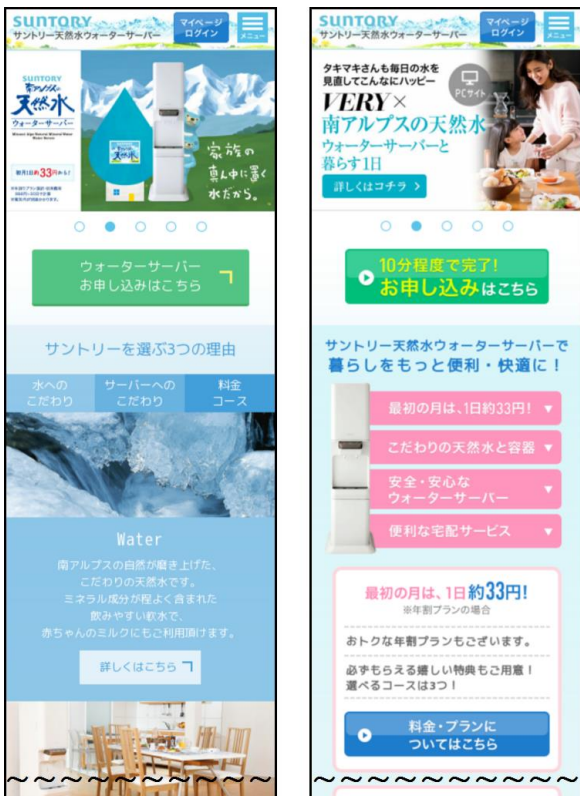 SUNTORY
サントリー天然水ウォーターサーバー
マイページ
ログイン
メニュー
SUNTORY
南アルプスの
天然水
ウォーターサーバー
初月1日約33円から!
家族の
真ん中に置く
水だから。
ウォーターサーバー
お申し込みはこちら
サントリーを選ぶ3つの理由
水への
こだわり
サーバーへの
こだわり
料金
コース
Water
南アルプスの自然が磨き上げた、
こだわりの天然水です。
ミネラル成分が程よく含まれた
飲みやすい軟水で、
赤ちゃんのミルクにもご利用頂けます。
詳しくはこちら
SUNTORY
サントリー天然水ウォーターサーバー
マイページ
ログイン
メニュー
タキマキさんも毎日の水を
見直してこんなにハッピー
VERY×
南アルプスの天然水
ウォーターサーバーと
暮らす1日
詳しくはコチラ
PCサイト
10分程度で完了!
お申し込みはこちら
サントリー天然水ウォーターサーバーで
暮らしをもっと便利・快適に!
最初の月は、1日約33円!
こだわりの天然水と容器
安全・安心な
ウォーターサーバー
便利な宅配サービス
最初の月は、1日約33円!
※年割プランの場合
おトクな年割プランもございます。
必ずもらえる嬉しい特典もご用意!
選べるコースは3つ!
料金・プランに
ついてはこちら